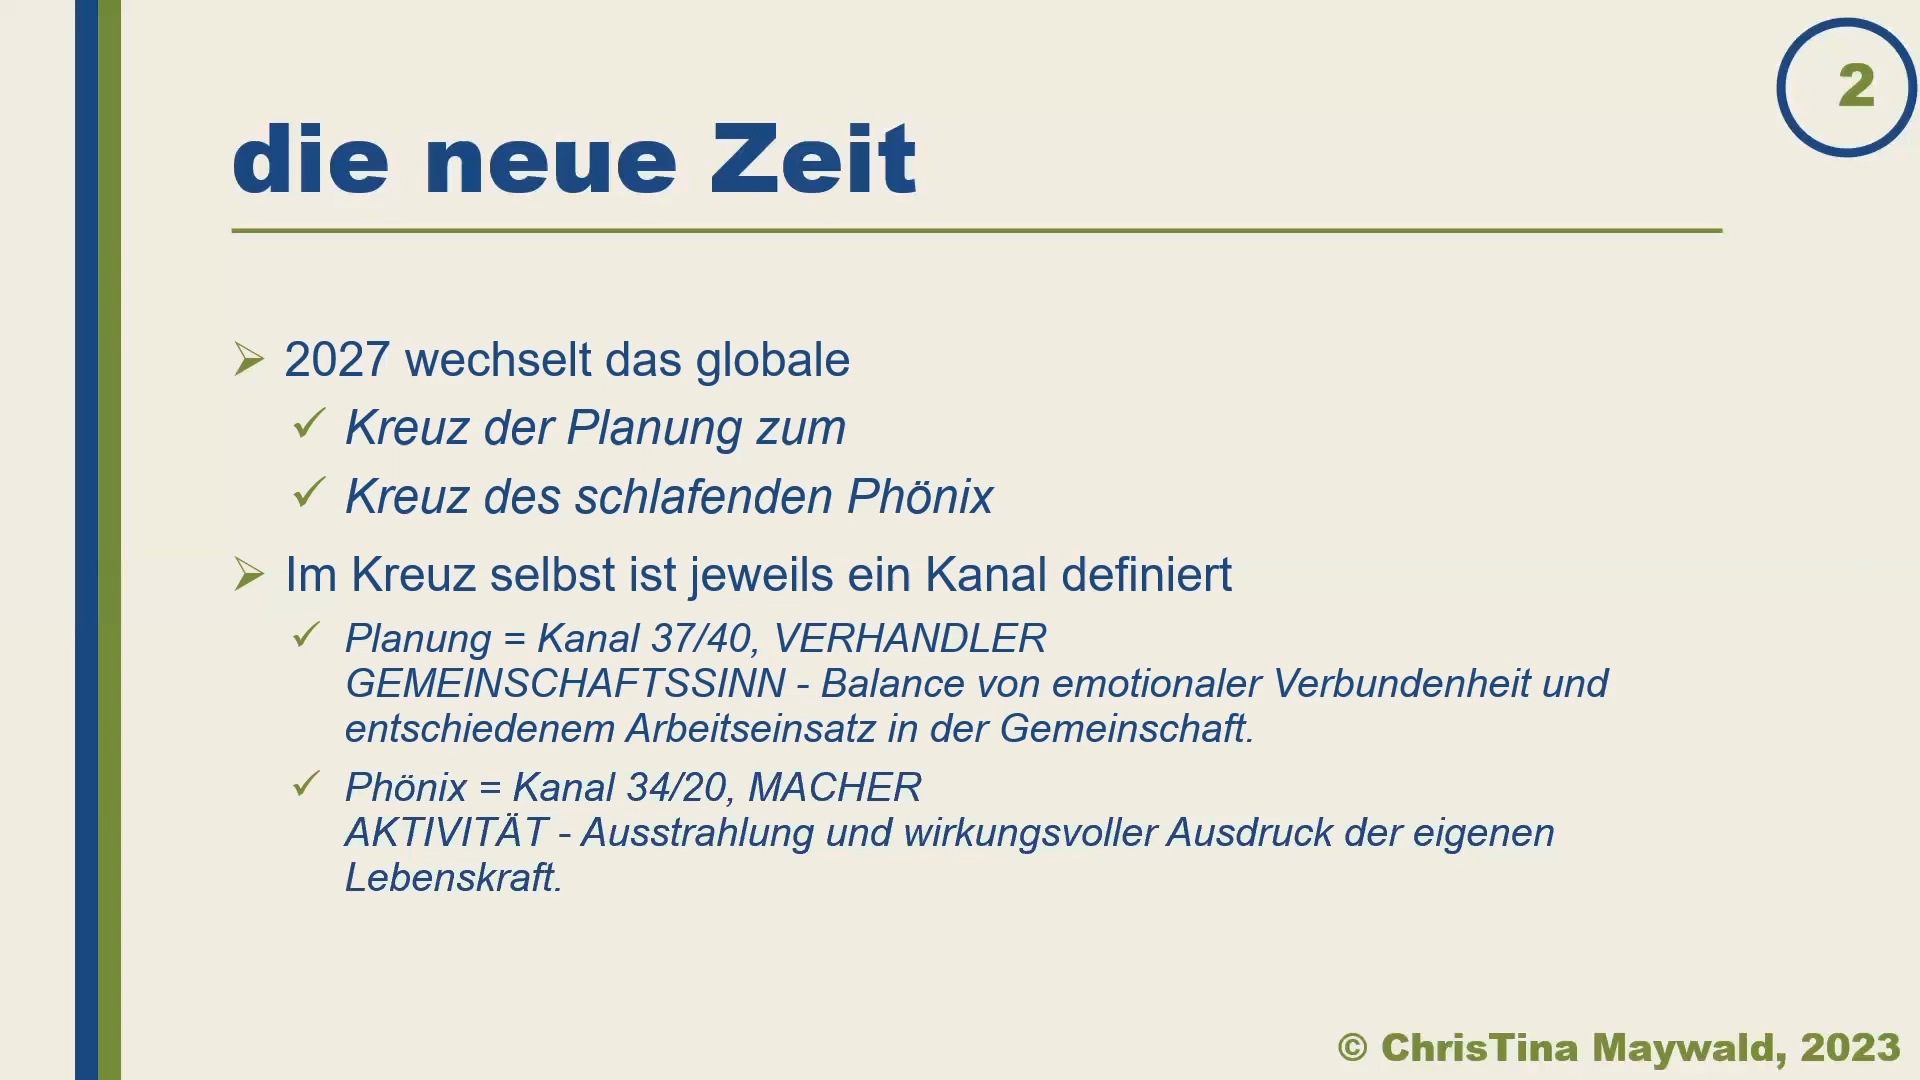 2
die neue Zeit
2027 wechselt das globale
Kreuz der Planung zum
Kreuz des schlafenden Phönix
Im Kreuz selbst ist jeweils ein Kanal definiert
Planung = Kanal 37/40, VERHANDLER
GEMEINSCHAFTSSINN - Balance von emotionaler Verbundenheit und
entschiedenem Arbeitseinsatz in der Gemeinschaft.
Phönix = Kanal 34/20, MACHER
AKTIVITÄT - Ausstrahlung und wirkungsvoller Ausdruck der eigenen
Lebenskraft.
© ChrisTina Maywald, 2023